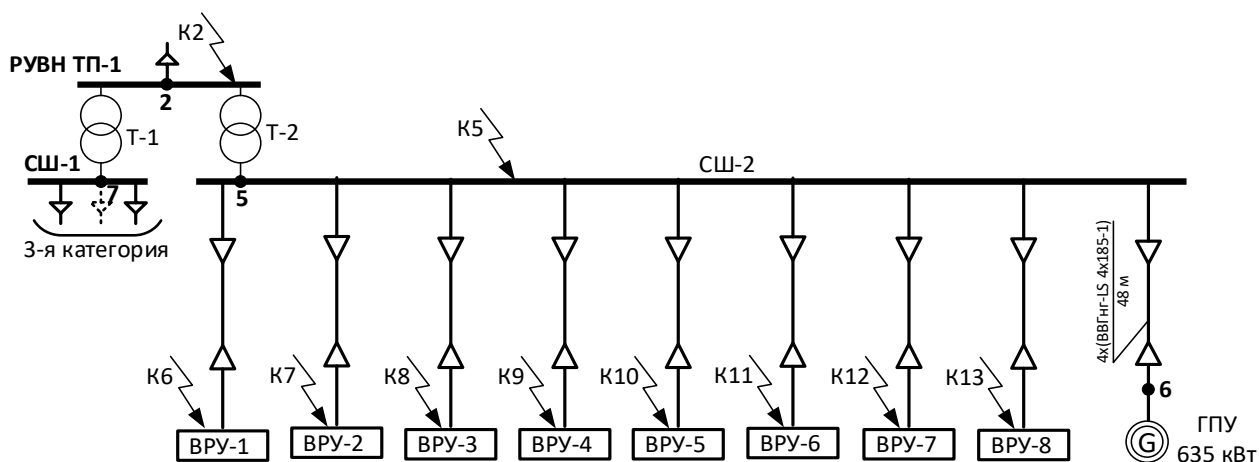 К2
РУВН ТП-1
2
Т-1
Т-2
К5
СШ-1
СШ-2
7
5
3-я категория
4х(ВВГнг-LS 4х185-1)
48 м
К6
К7
К8
К9
К10
К11
К12
К13
6
ВРУ-1
ВРУ-2
ВРУ-3
ВРУ-4
ВРУ-5
ВРУ-6
ВРУ-7
ВРУ-8
G
ГПУ
635 кВт